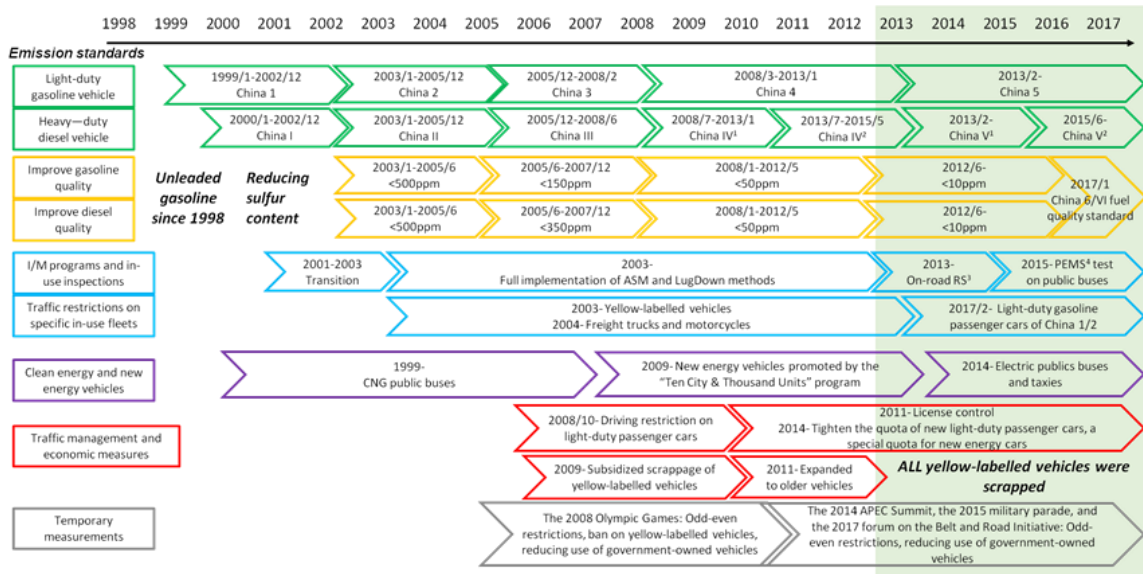 1998 1999 2000 2001 2002 2003 2004 2005 2006 2007 2008 2009 2010 2011 2012 2013 2014 2015 2016 2017
Emission standards
Light-duty
gasoline vehicle
1999/1-2002/12
China 1
2003/1-2005/12
China 2
2005/12-2008/2
China 3
2008/3-2013/1
China 4
2013/2-
China 5
Heavy—duty
diesel vehicle
2000/1-2002/12
China I
2003/1-2005/12
China II
2005/12-2008/6
China III
2008/7-2013/1
China IV¹
2013/7-2015/5
China IV²
2013/2-
China V¹
2015/6-
China V²
Improve gasoline
quality
Unleaded
gasoline
since 1998
Reducing
sulfur
content
2003/1-2005/6
<500ppm
2005/6-2007/12
<150ppm
2008/1-2012/5
<50ppm
2012/6-
<10ppm
2017/1
China 6/VI fuel
quality standard
Improve diesel
quality
2003/1-2005/6
<500ppm
2005/6-2007/12
<350ppm
2008/1-2012/5
<50ppm
2012/6-
<10ppm
I/M programs and in-
use inspections
2001-2003
Transition
2003-
Full implementation of ASM and LugDown methods
2013-
On-road RS³
2015- PEMS⁴ test
on public buses
Traffic restrictions on
specific in-use fleets
2003- Yellow-labelled vehicles
2004- Freight trucks and motorcycles
2017/2- Light-duty gasoline
passenger cars of China 1/2
Clean energy and new
energy vehicles
1999-
CNG public buses
2009- New energy vehicles promoted by the
"Ten City & Thousand Units" program
2014- Electric publics buses
and taxies
Traffic management and
economic measures
2008/10- Driving restriction on
light-duty passenger cars
2011- License control
2014- Tighten the quota of new light-duty passenger cars, a
special quota for new energy cars
2009- Subsidized scrappage of
yellow-labelled vehicles
2011- Expanded
to older vehicles
ALL yellow-labelled vehicles were
scrapped
Temporary
measurements
The 2008 Olympic Games: Odd-even
restrictions, ban on yellow-labelled vehicles,
reducing use of government-owned vehicles
The 2014 APEC Summit, the 2015 military parade, and
the 2017 forum on the Belt and Road Initiative: Odd-
even restrictions, reducing use of government-owned
vehicles